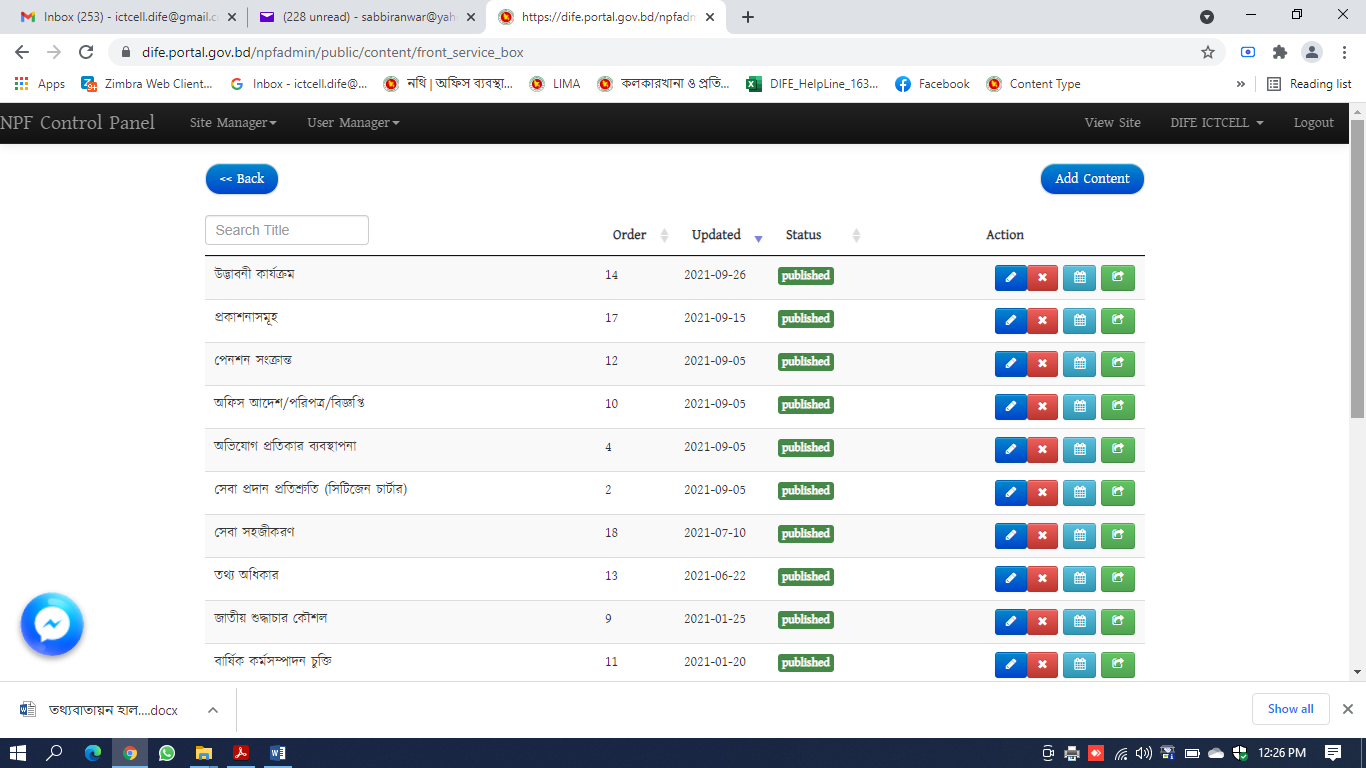 Inbox (253) - ictcell.dife@gmail.c
(228 unread) - sabbiranwar@yah
https://dife.portal.gov.bd/npfadm
dife.portal.gov.bd/npfadmin/public/content/front_service_box
Apps Zimbra Web Client... Inbox - ictcell.dife@... নথি | অফিস ব্যবস্থা... LIMA কলকারখানা ও প্রতি... DIFE_HelpLine_163... Facebook Content Type » Reading list
NPF Control Panel Site Manager User Manager View Site DIFE ICTCELL Logout
<< Back Add Content
Search Title Order Updated Status Action
উদ্ভাবনী কার্যক্রম 14 2021-09-26 published
প্রকাশনাসমূহ 17 2021-09-15 published
পেনশন সংক্রান্ত 12 2021-09-05 published
অফিস আদেশ/পরিপত্র/বিজ্ঞপ্তি 10 2021-09-05 published
অভিযোগ প্রতিকার ব্যবস্থাপনা 4 2021-09-05 published
সেবা প্রদান প্রতিশ্রুতি (সিটিজেন চার্টার) 2 2021-09-05 published
সেবা সহজীকরণ 18 2021-07-10 published
তথ্য অধিকার 13 2021-06-22 published
জাতীয় শুদ্ধাচার কৌশল 9 2021-01-25 published
বার্ষিক কর্মসম্পাদন চুক্তি 11 2021-01-20 published
তথ্যবাতায়ন হাল....docx Show all
12:26 PM